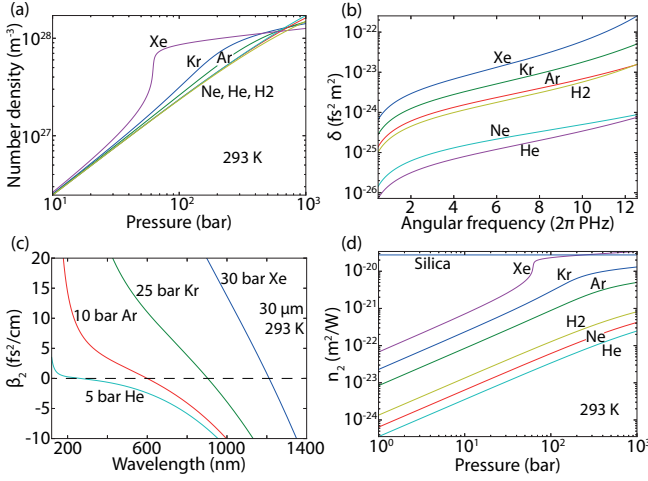 (a)
Number density (m⁻³)
10²⁸
10²⁷
Xe
Kr
Ar
Ne, He, H2
293 K
10
10²
10³
Pressure (bar)
(b)
δ (fs² m²)
10⁻²²
10⁻²³
10⁻²⁴
10⁻²⁵
10⁻²⁶
Xe
Kr
Ar
H2
Ne
He
2 4 6 8 10 12
Angular frequency (2π PHz)
(c)
β₂ (fs²/cm)
20
15
10
5
0
-5
-10
30 bar Xe
25 bar Kr
10 bar Ar
5 bar He
30 μm
293 K
200 600 1000 1400
Wavelength (nm)
(d)
n₂ (m²/W)
10⁻²⁰
10⁻²¹
10⁻²²
10⁻²³
10⁻²⁴
Silica
Xe
Kr
Ar
H2
Ne
He
293 K
10⁰ 10¹ 10² 10³
Pressure (bar)